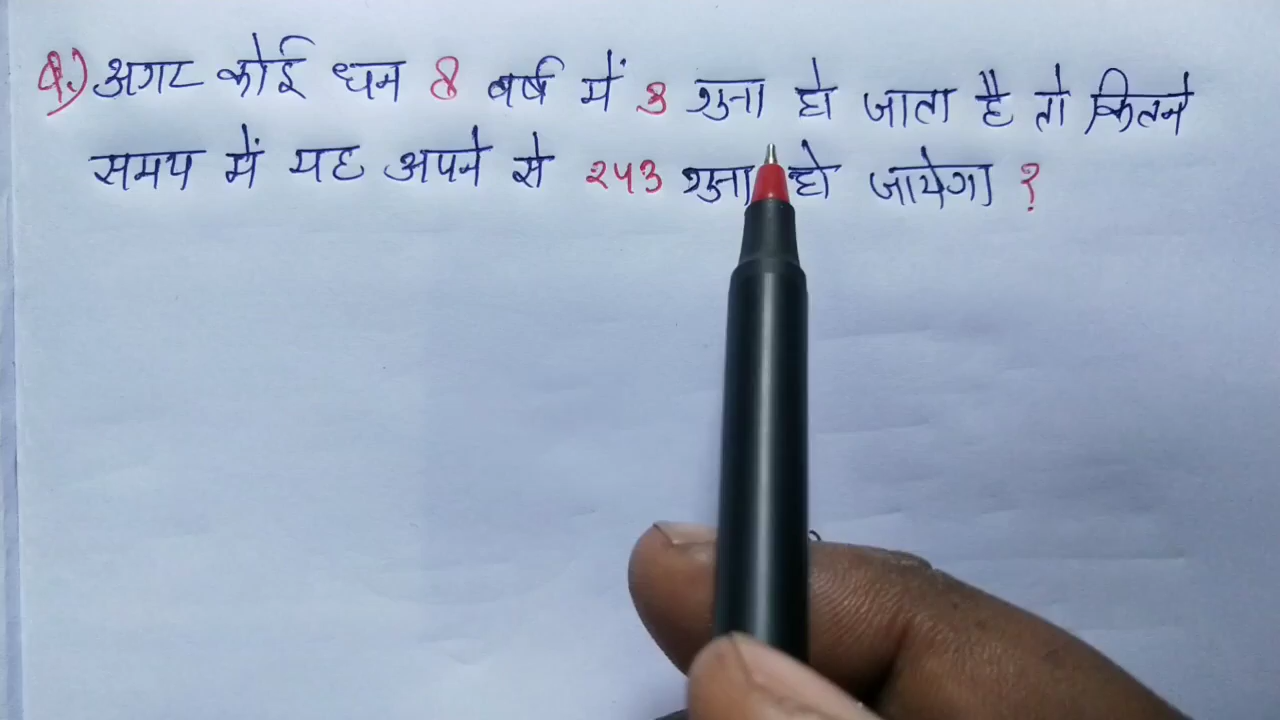 Q.) अगर कोई धन 8 वर्ष में 3 गुना हो जाता है तो कितने
समय में यह अपने से 243 गुना हो जायेगा ?